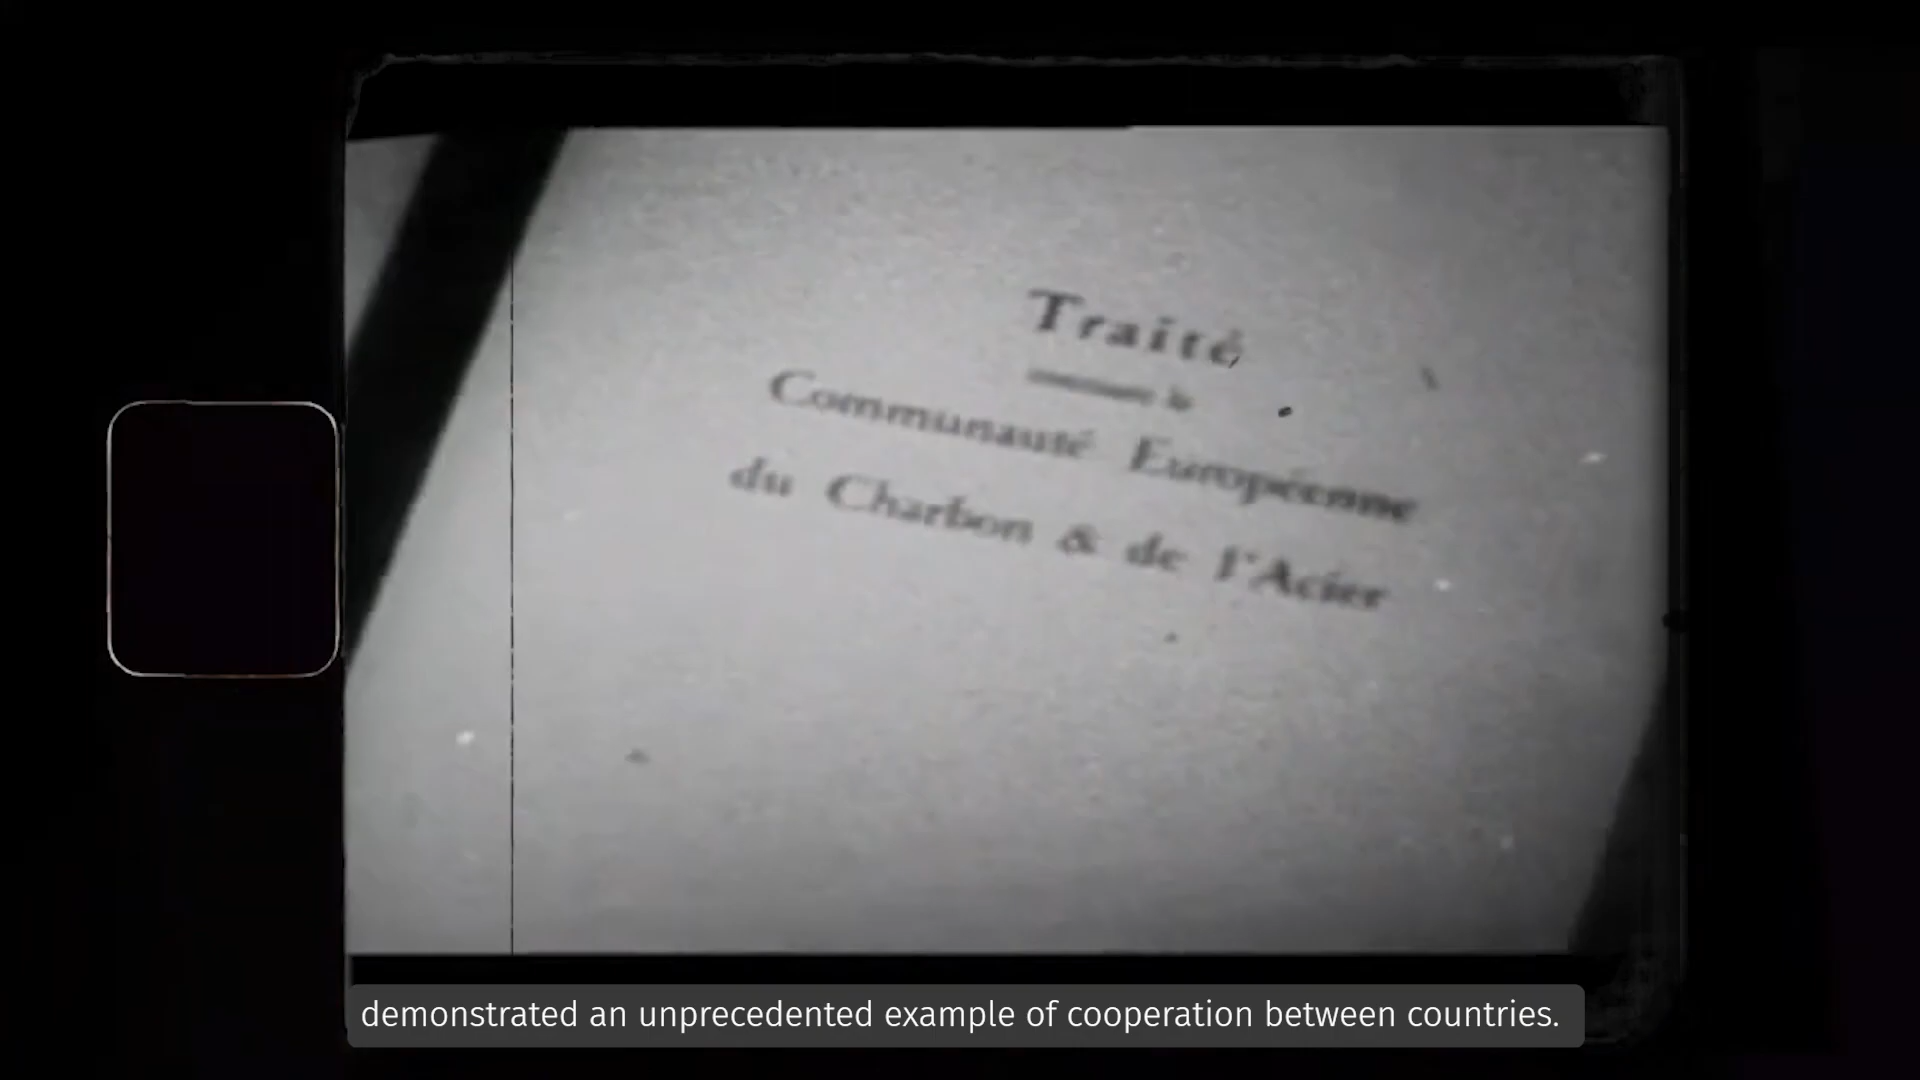 Traité
Communauté Européenne
du Charbon & de l'Acier
demonstrated an unprecedented example of cooperation between countries.